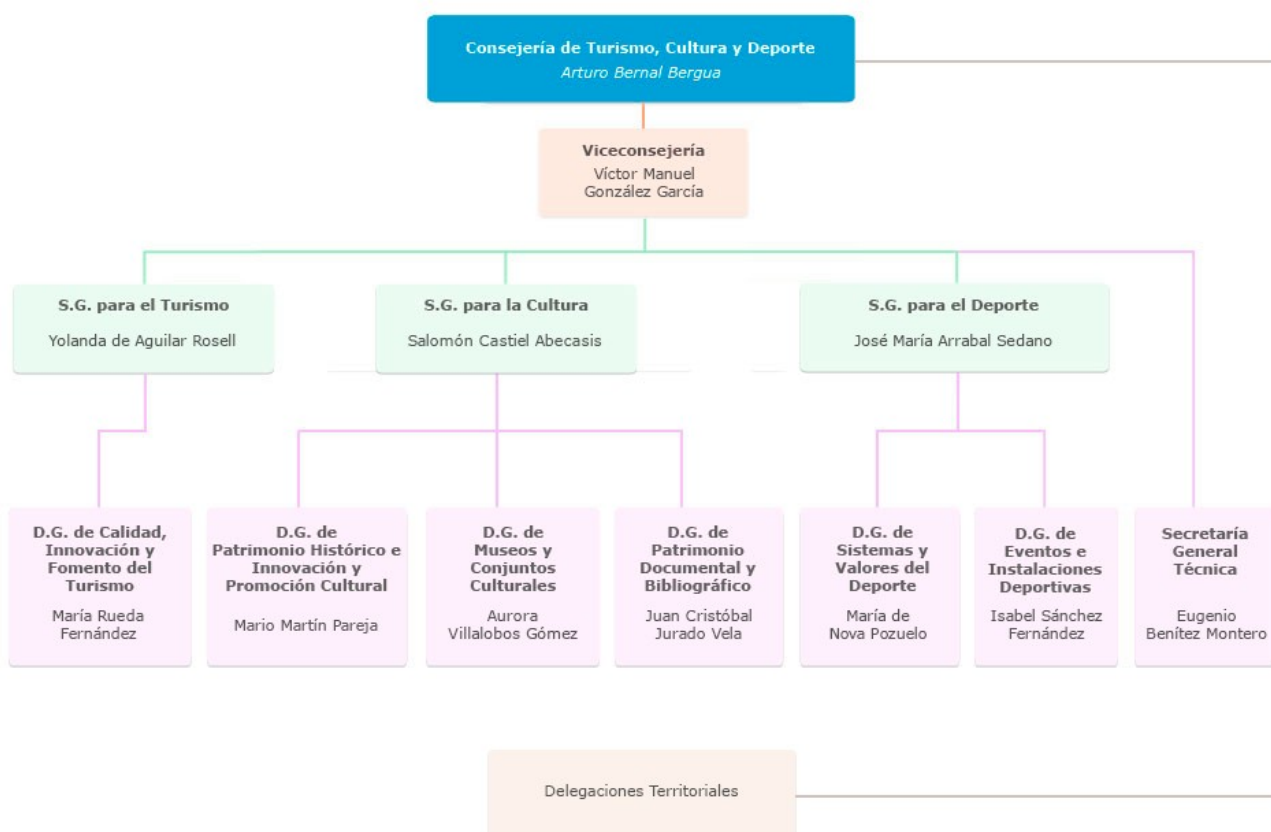 Consejería de Turismo, Cultura y Deporte
Arturo Bernal Bergua
Viceconsejería
Víctor Manuel
González García
S.G. para el Turismo
Yolanda de Aguilar Rosell
S.G. para la Cultura
Salomón Castiel Abecasis
S.G. para el Deporte
José María Arrabal Sedano
D.G. de Calidad,
Innovación y
Fomento del
Turismo
María Rueda
Fernández
D.G. de
Patrimonio Histórico e
Innovación y
Promoción Cultural
Mario Martín Pareja
D.G. de
Museos y
Conjuntos
Culturales
Aurora
Villalobos Gómez
D.G. de
Patrimonio
Documental y
Bibliográfico
Juan Cristóbal
Jurado Vela
D.G. de
Sistemas y
Valores del
Deporte
María de
Nova Pozuelo
D.G. de
Eventos e
Instalaciones
Deportivas
Isabel Sánchez
Fernández
Secretaría
General
Técnica
Eugenio
Benítez Montero
Delegaciones Territoriales